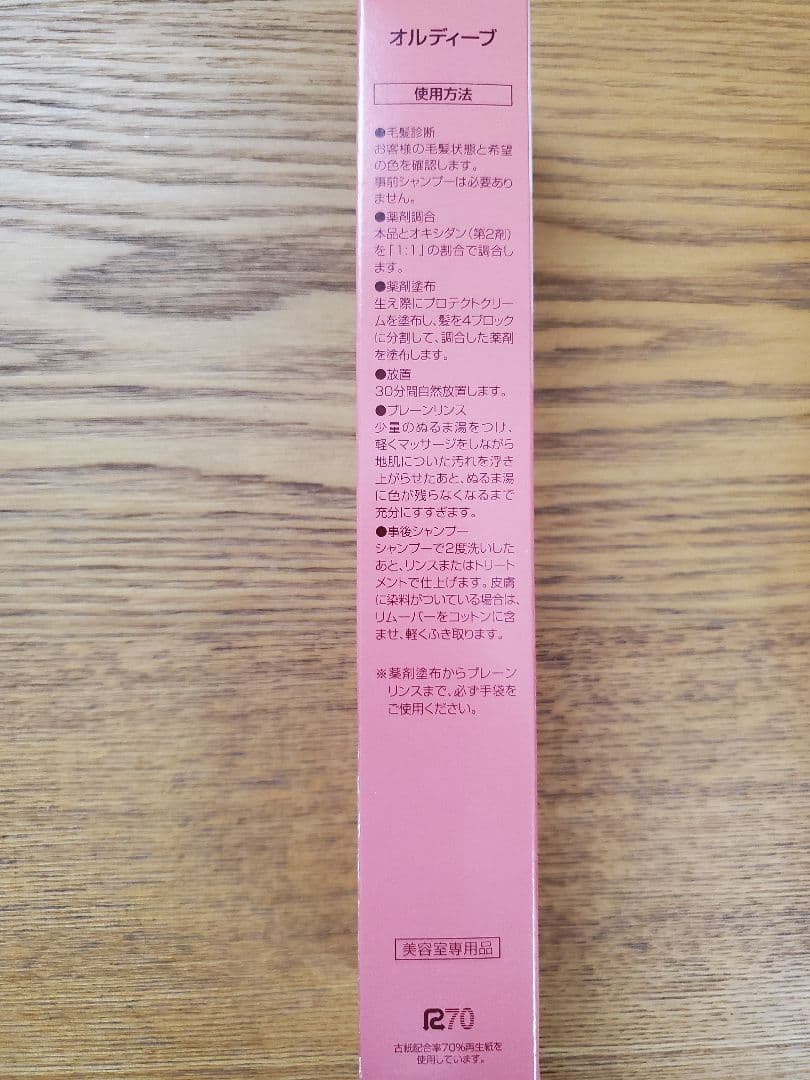 オルディーブ
使用方法
●毛髪診断
お客様の毛髪状態と希望
の色を確認します。
事前シャンプーは必要あり
ません。
●薬剤調合
本品とオキシダン(第2剤)
を「1:1」の割合で調合し
ます。
●薬剤塗布
生え際にプロテクトクリー
ムを塗布し、髪を4ブロック
に分割して、調合した薬剤
を塗布します。
●放置
30分間自然放置します。
●プレーンリンス
少量のぬるま湯をつけ、
軽くマッサージをしながら
地肌についた汚れを浮き
上がらせたあと、ぬるま湯
に色が残らなくなるまで
充分にすすぎます。
●事後シャンプー
シャンプーで2度洗いした
あと、リンスまたはトリート
メントで仕上げます。皮膚
に染料がついている場合は、
リムーバーをコットンに含
ませ、軽くふき取ります。
※薬剤塗布からプレーン
リンスまで、必ず手袋を
ご使用ください。
美容室専用品
R70
古紙配合率70%再生紙を
使用しています。